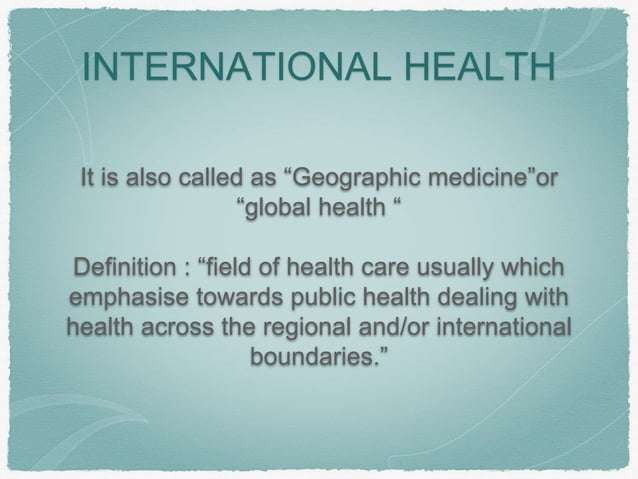 INTERNATIONAL HEALTH
It is also called as “Geographic medicine”or
“global health “
Definition : “field of health care usually which
emphasise towards public health dealing with
health across the regional and/or international
boundaries.”